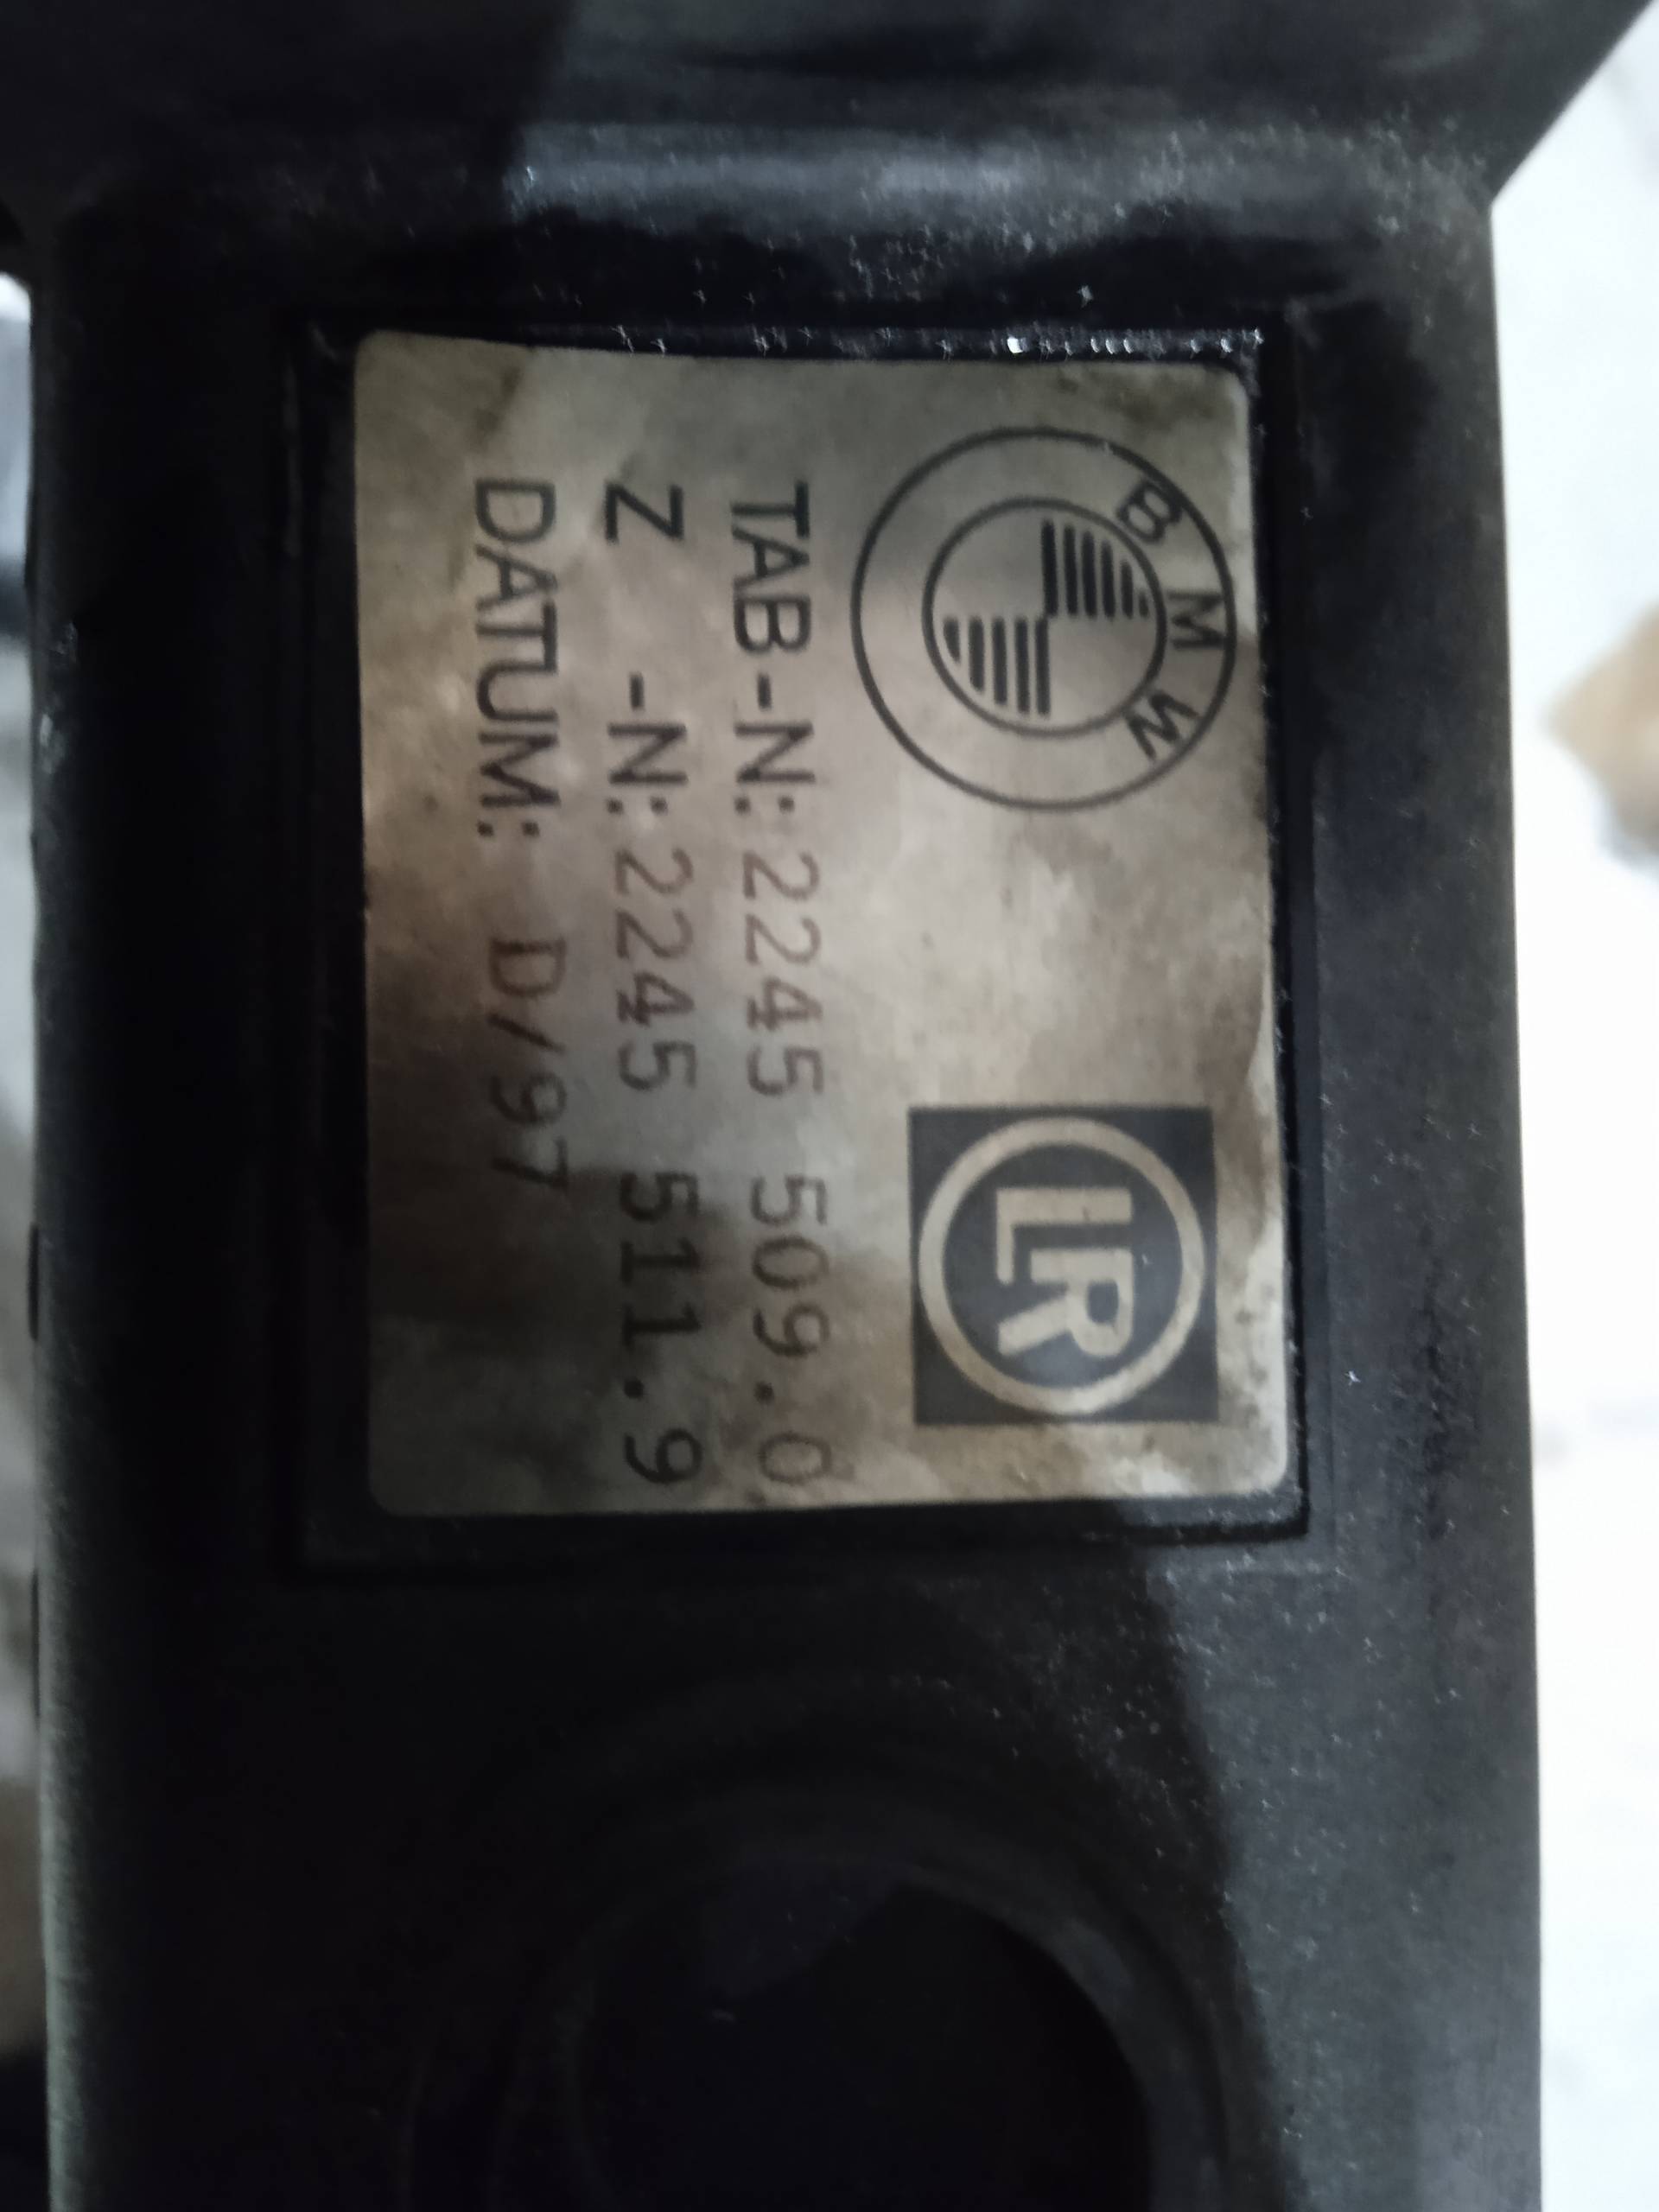 BMW
LR
TAB-N:2245 509.0
Z -N:2245 511.9
DATUM: D/97